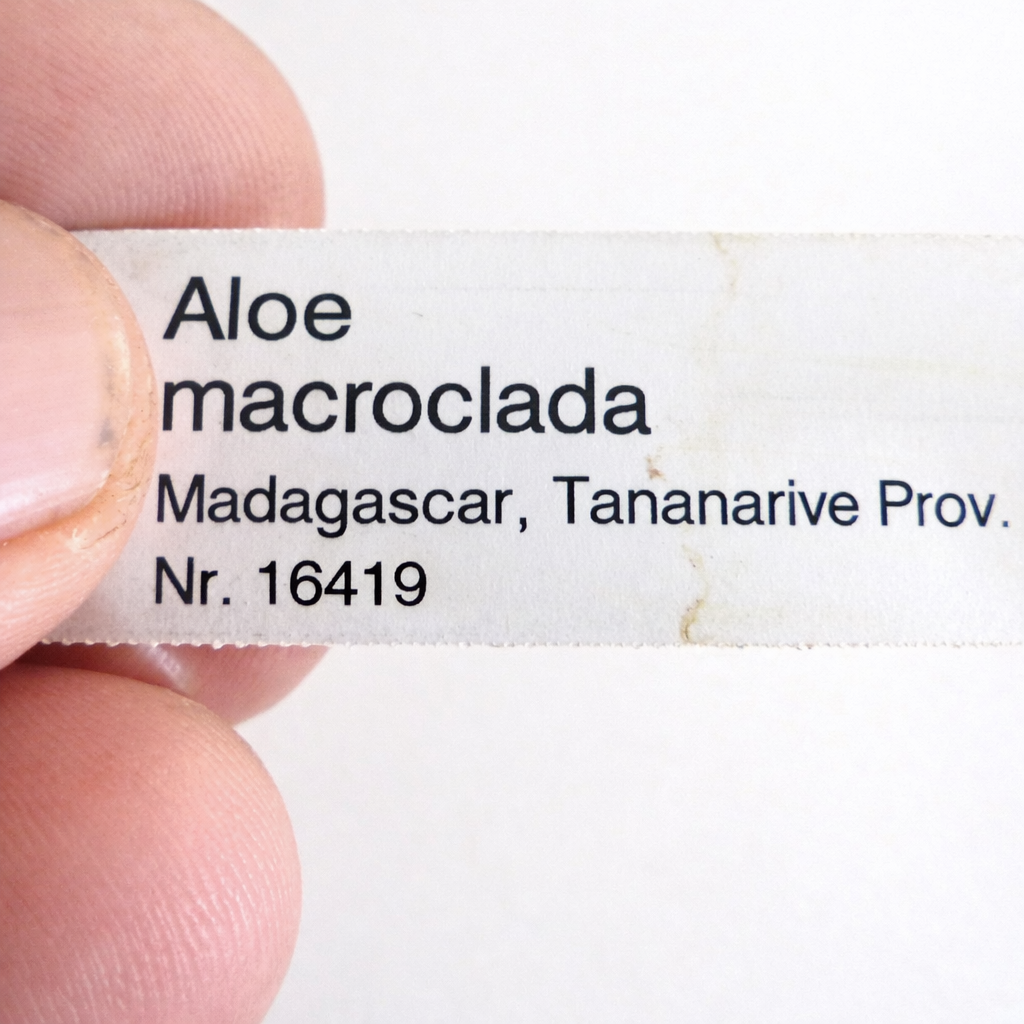 Aloe
macroclada
Madagascar, Tananarive Prov.
Nr. 16419